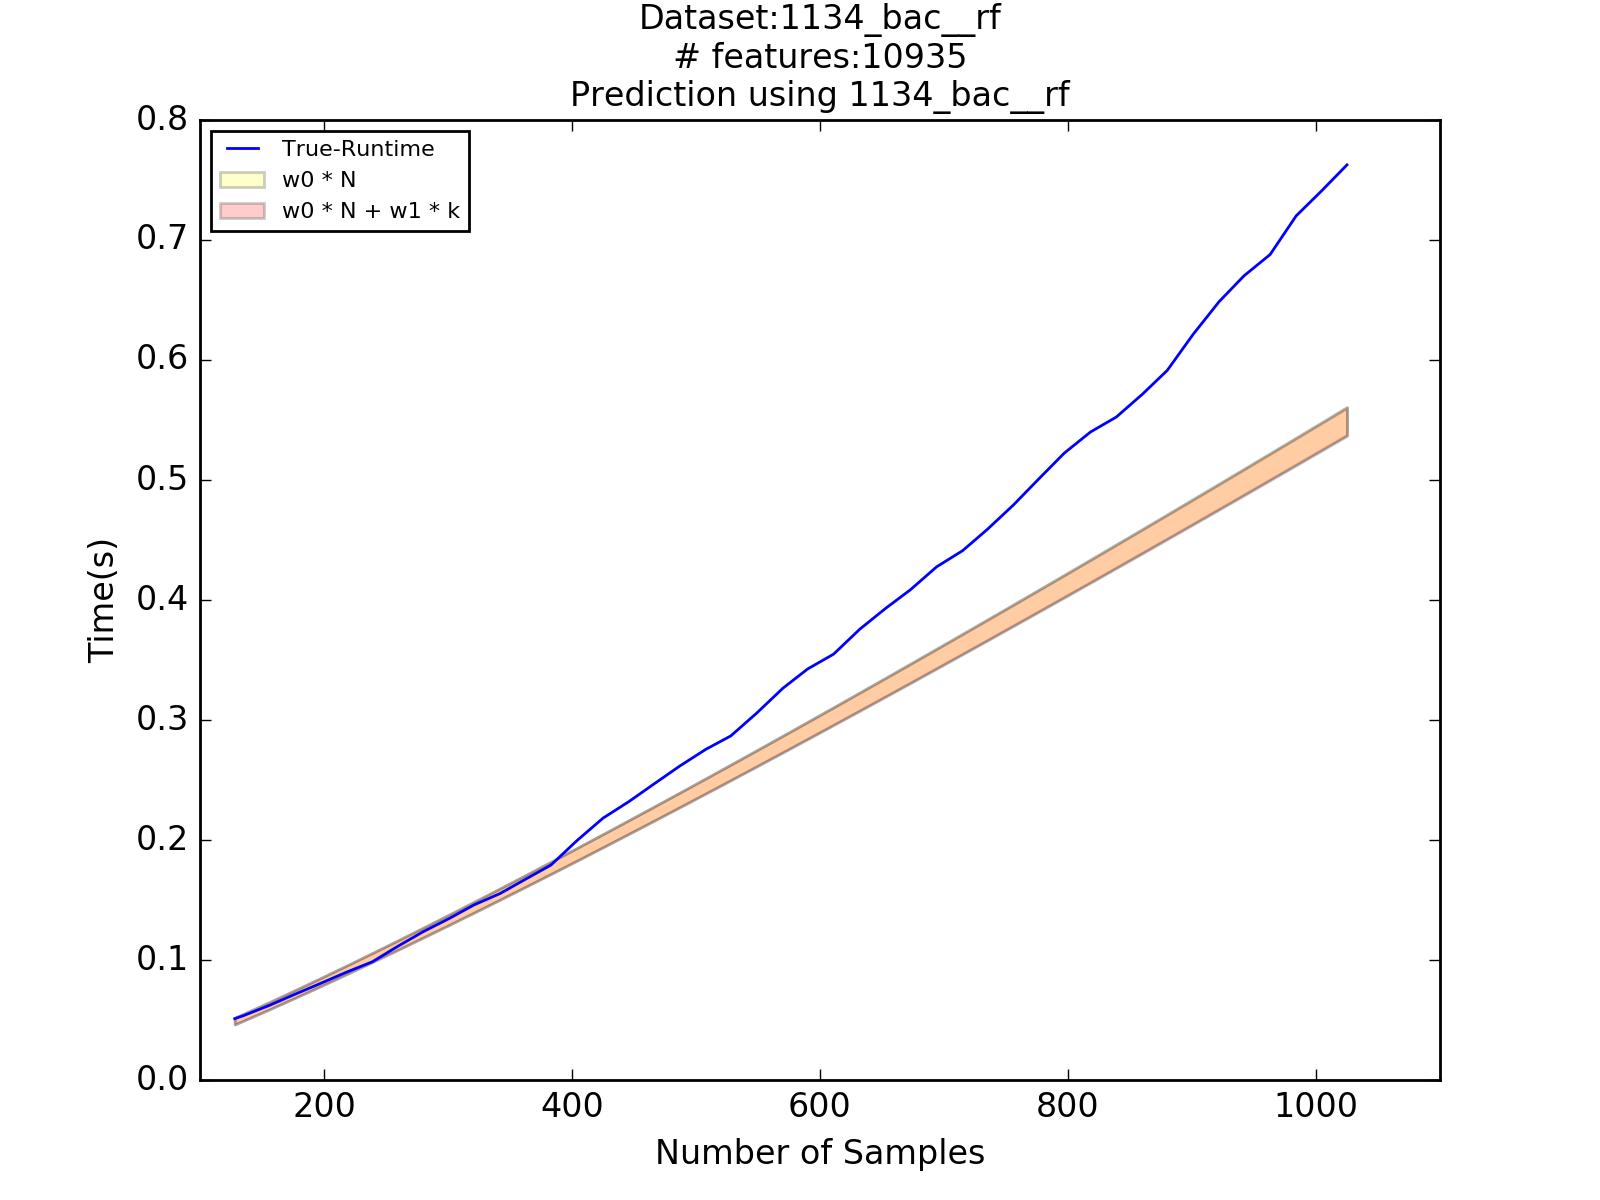 Dataset:1134_bac__rf
# features:10935
Prediction using 1134_bac__rf
True-Runtime
w0 * N
w0 * N + w1 * k
0.8
0.7
0.6
0.5
0.4
0.3
0.2
0.1
0.0
Time(s)
200 400 600 800 1000
Number of Samples